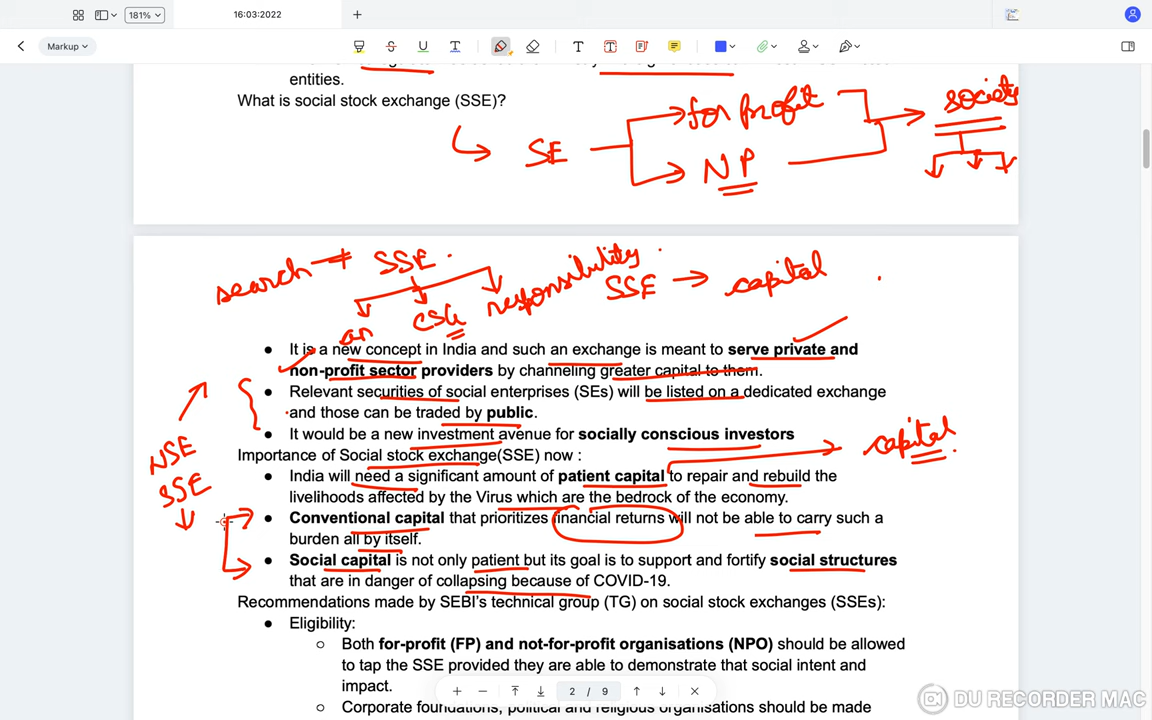 181%
16:03:2022
Markup
entities.
What is social stock exchange (SSE)?
SE
for profit
NP
society
search
SSE
an
CSR
responsibility
SSE → capital
It is a new concept in India and such an exchange is meant to serve private and
non-profit sector providers by channeling greater capital to them.
Relevant securities of social enterprises (SEs) will be listed on a dedicated exchange
and those can be traded by public.
It would be a new investment avenue for socially conscious investors
NSE
SSE
capital
Importance of Social stock exchange(SSE) now :
India will need a significant amount of patient capital to repair and rebuild the
livelihoods affected by the Virus which are the bedrock of the economy.
Conventional capital that prioritizes financial returns will not be able to carry such a
burden all by itself.
Social capital is not only patient but its goal is to support and fortify social structures
that are in danger of collapsing because of COVID-19.
Recommendations made by SEBI's technical group (TG) on social stock exchanges (SSEs):
Eligibility:
Both for-profit (FP) and not-for-profit organisations (NPO) should be allowed
to tap the SSE provided they are able to demonstrate that social intent and
impact.
Corporate foundations, political and religious organisations should be made
2 / 9
DU RECORDER MAC